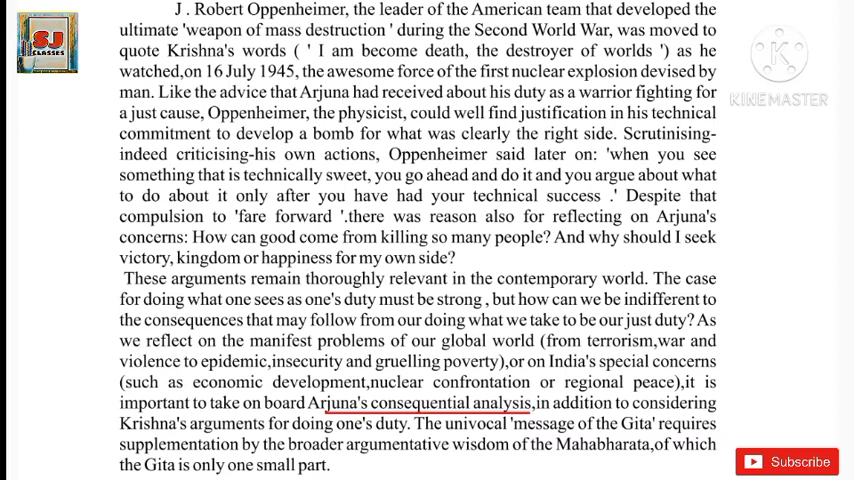 SJ
CLASSES
J . Robert Oppenheimer, the leader of the American team that developed the
ultimate 'weapon of mass destruction ' during the Second World War, was moved to
quote Krishna's words ( ' I am become death, the destroyer of worlds ') as he
watched,on 16 July 1945, the awesome force of the first nuclear explosion devised by
man. Like the advice that Arjuna had received about his duty as a warrior fighting for
a just cause, Oppenheimer, the physicist, could well find justification in his technical
commitment to develop a bomb for what was clearly the right side. Scrutinising-
indeed criticising-his own actions, Oppenheimer said later on: 'when you see
something that is technically sweet, you go ahead and do it and you argue about what
to do about it only after you have had your technical success .' Despite that
compulsion to 'fare forward '.there was reason also for reflecting on Arjuna's
concerns: How can good come from killing so many people? And why should I seek
victory, kingdom or happiness for my own side?
These arguments remain thoroughly relevant in the contemporary world. The case
for doing what one sees as one's duty must be strong , but how can we be indifferent to
the consequences that may follow from our doing what we take to be our just duty? As
we reflect on the manifest problems of our global world (from terrorism,war and
violence to epidemic,insecurity and gruelling poverty),or on India's special concerns
(such as economic development,nuclear confrontation or regional peace),it is
important to take on board Arjuna's consequential analysis,in addition to considering
Krishna's arguments for doing one's duty. The univocal 'message of the Gita' requires
supplementation by the broader argumentative wisdom of the Mahabharata,of which
the Gita is only one small part.
K
KINEMASTER
Subscribe